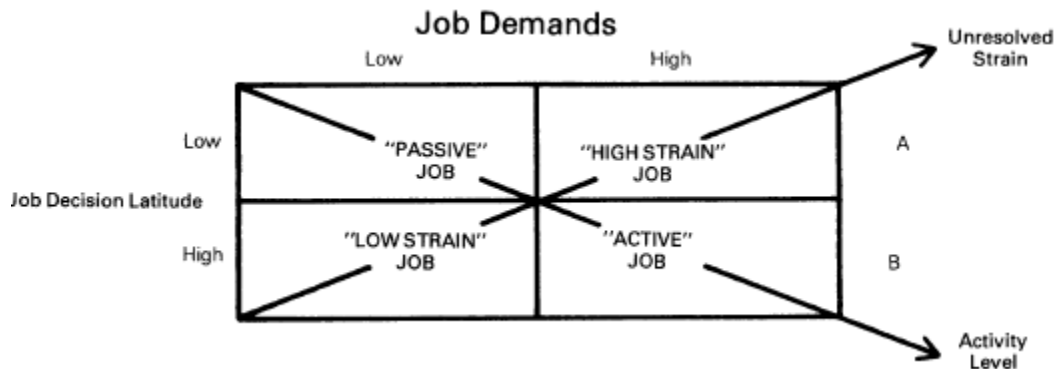 Job Demands
Low
High
Unresolved
Strain
Low
"PASSIVE"
JOB
"HIGH STRAIN"
JOB
A
Job Decision Latitude
High
"LOW STRAIN"
JOB
"ACTIVE"
JOB
B
Activity
Level